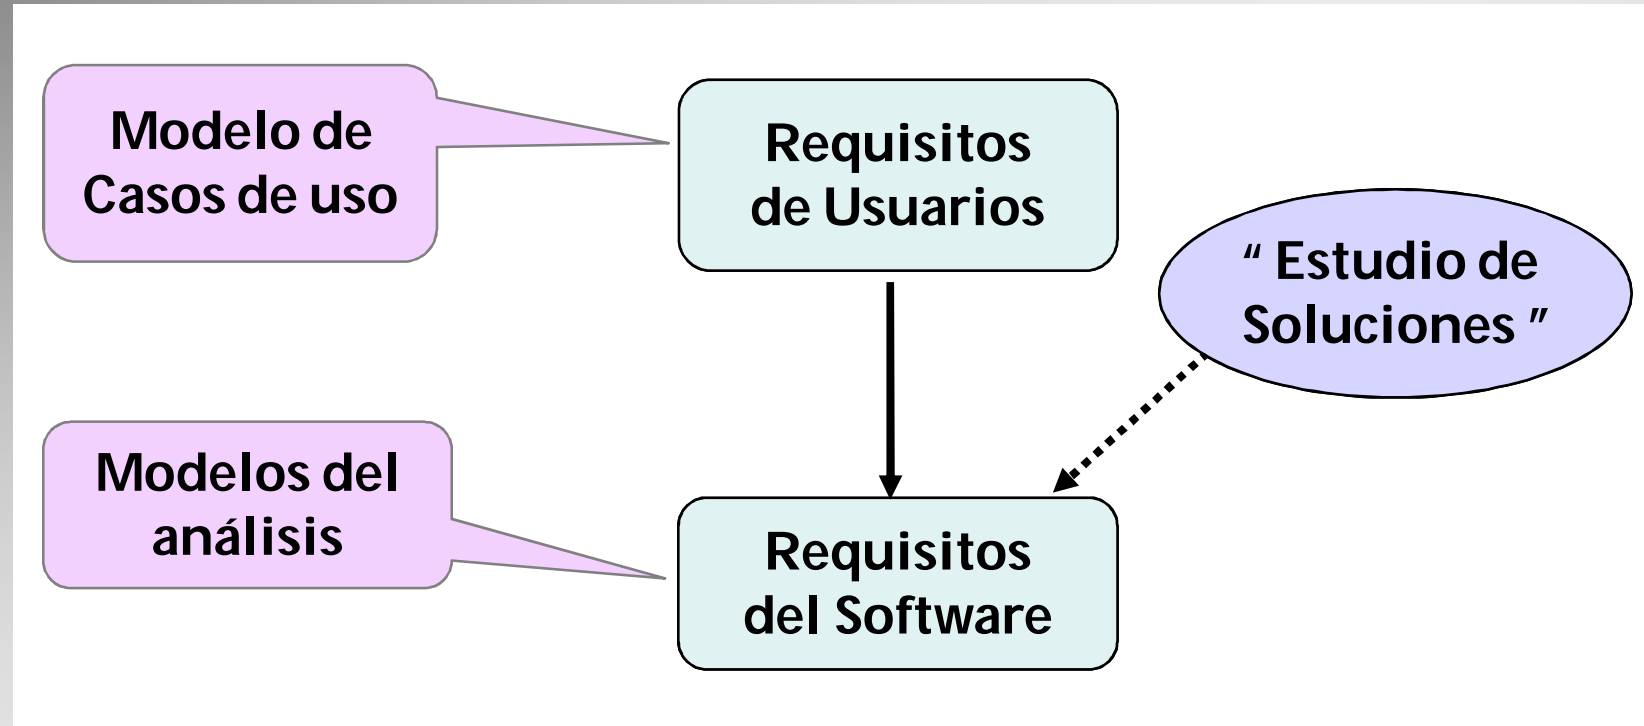 Modelo de
Casos de uso
Requisitos
de Usuarios
“ Estudio de
Soluciones ”
Modelos del
análisis
Requisitos
del Software